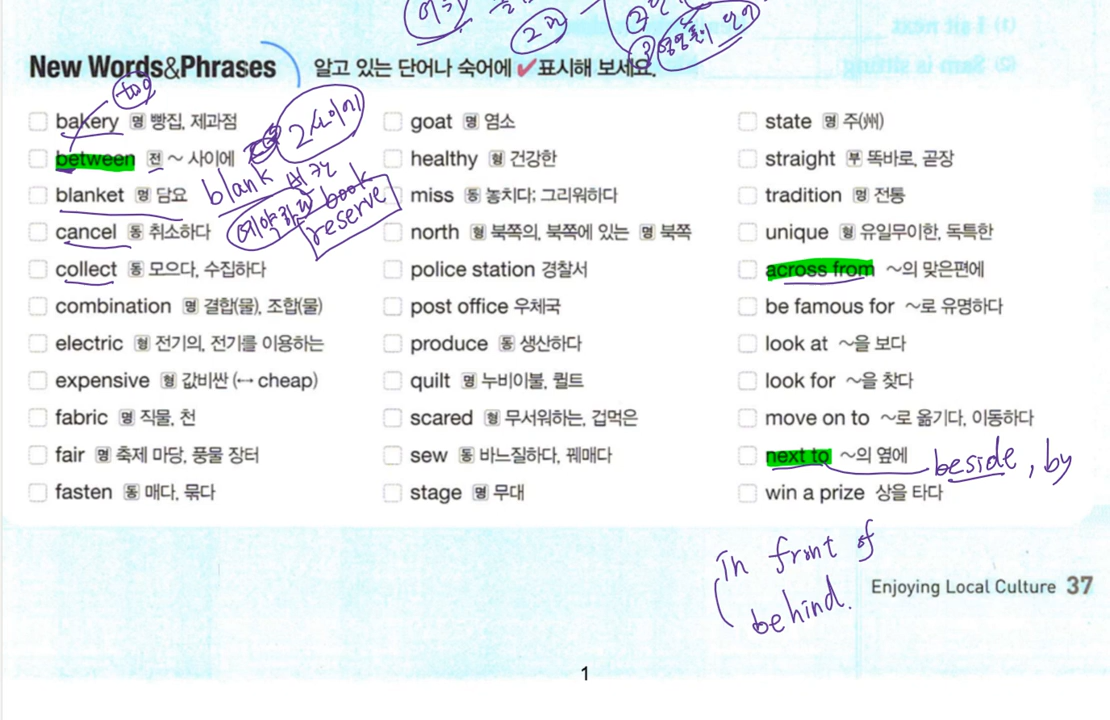 2개
New Words&Phrases 알고 있는 단어나 숙어에 ✓표시해 보세요.
bakery 명 빵집, 제과점
between 전 ~ 사이에
2 사이에
blanket 명 담요
blank 빈칸
cancel 동 취소하다
예약하다 book
reserve
collect 동 모으다, 수집하다
combination 명 결합(물), 조합(물)
electric 형 전기의, 전기를 이용하는
expensive 형 값비싼 (↔ cheap)
fabric 명 직물, 천
fair 명 축제 마당, 풍물 장터
fasten 동 매다, 묶다
goat 명 염소
healthy 형 건강한
miss 동 놓치다; 그리워하다
north 형 북쪽의, 북쪽에 있는 명 북쪽
police station 경찰서
post office 우체국
produce 동 생산하다
quilt 명 누비이불, 퀼트
scared 형 무서워하는, 겁먹은
sew 동 바느질하다, 꿰매다
stage 명 무대
state 명 주(州)
straight 부 똑바로, 곧장
tradition 명 전통
unique 형 유일무이한, 독특한
across from ~의 맞은편에
be famous for ~로 유명하다
look at ~을 보다
look for ~을 찾다
move on to ~로 옮기다, 이동하다
next to ~의 옆에 beside, by
win a prize 상을 타다
in front of
behind.
Enjoying Local Culture 37
1